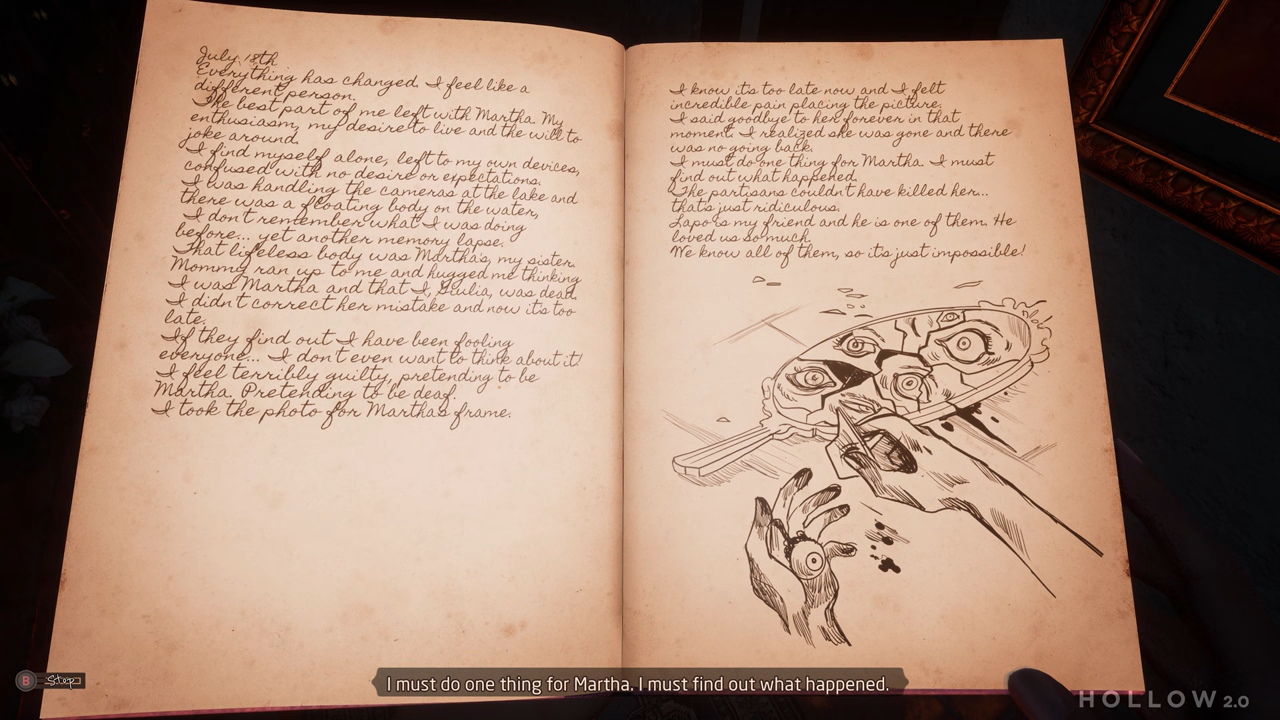 July, 18th
Everything has changed. I feel like a
different person.
The best part of me left with Martha. My
enthusiasm, my desire to live and the will to
joke around.
I find myself alone, left to my own devices,
confused with no desire or expectations.
I was handling the cameras at the lake and
there was a floating body on the water,
I don't remember what I was doing
before... yet another memory lapse.
That lifeless body was Martha's, my sister.
Mommy ran up to me and hugged me thinking
I was Martha and that I, Giulia, was dead.
I didn't correct her mistake and now it's too
late.
If they find out I have been fooling
everyone... I don't even want to think about it!
I feel terribly guilty, pretending to be
Martha. Pretending to be deaf.
I took the photo for Martha's frame.
I know it's too late now and I felt
incredible pain placing the picture.
I said goodbye to her forever in that
moment. I realized she was gone and there
was no going back.
I must do one thing for Martha. I must
find out what happened.
The partisans couldn't have killed her...
that's just ridiculous.
Lapo is my friend and he is one of them. He
loved us so much.
We know all of them, so it's just impossible!
B Stop
I must do one thing for Martha. I must find out what happened.
HOLLOW 2.0